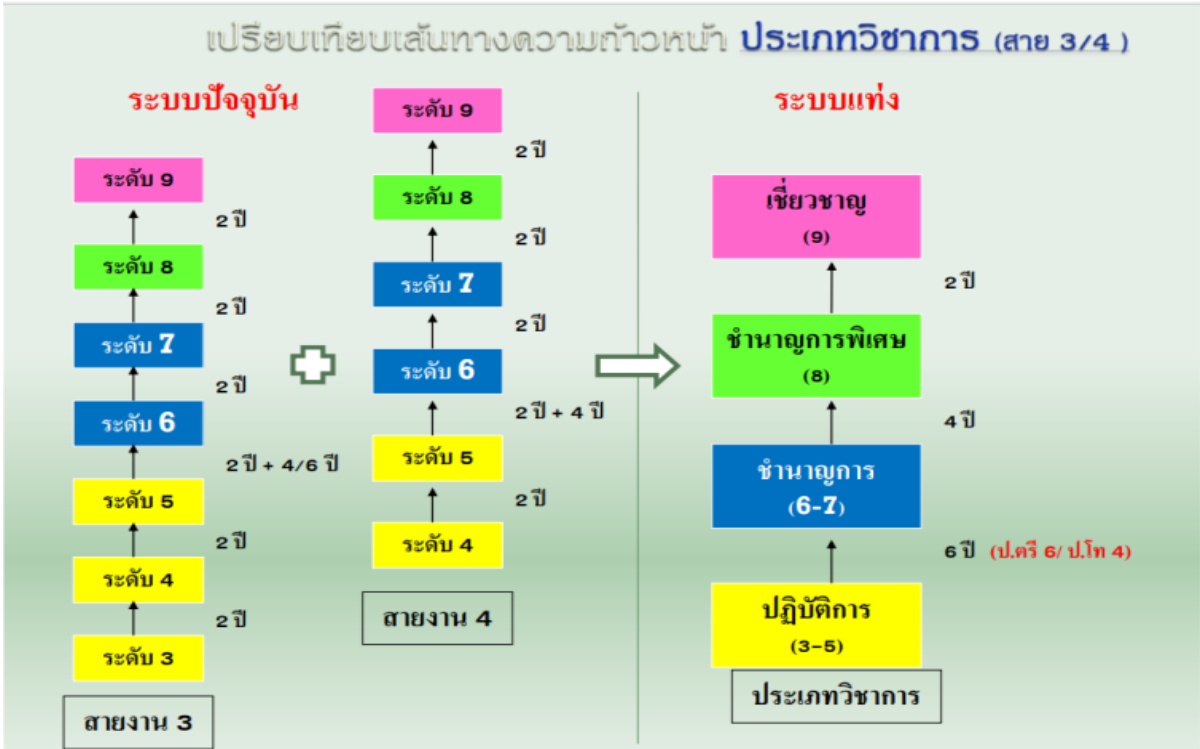 เปรียบเทียบเส้นทางความก้าวหน้า ประเภทวิชาการ (สาย 3/4 )
ระบบปัจจุบัน
ระดับ 9
2 ปี
ระดับ 8
2 ปี
ระดับ 7
2 ปี
ระดับ 6
2 ปี + 4/6 ปี
ระดับ 5
2 ปี
ระดับ 4
2 ปี
ระดับ 3
สายงาน 3
ระดับ 9
2 ปี
ระดับ 8
2 ปี
ระดับ 7
2 ปี
ระดับ 6
2 ปี + 4 ปี
ระดับ 5
2 ปี
ระดับ 4
สายงาน 4
ระบบแท่ง
เชี่ยวชาญ
(9)
2 ปี
ชำนาญการพิเศษ
(8)
4 ปี
ชำนาญการ
(6-7)
6 ปี (ป.ตรี 6/ ป.โท 4)
ปฏิบัติการ
(3-5)
ประเภทวิชาการ